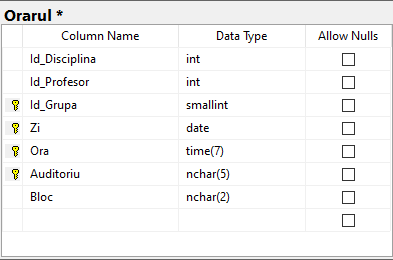 Orarul *
Column Name Data Type Allow Nulls
Id_Disciplina int
Id_Profesor int
Id_Grupa smallint
Zi date
Ora time(7)
Auditoriu nchar(5)
Bloc nchar(2)